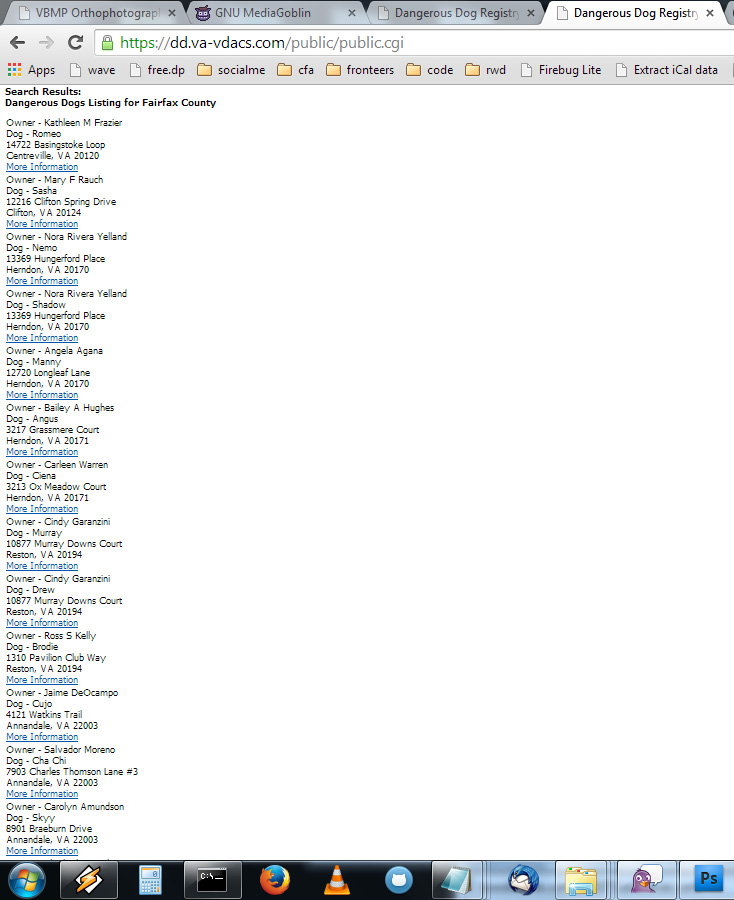 VBMP Orthophotograph
GNU MediaGoblin
Dangerous Dog Registry
Dangerous Dog Registry
https://dd.va-vdacs.com/public/public.cgi
Apps wave free.dp socialme cfa fronteers code rwd Firebug Lite Extract iCal data
Search Results:
Dangerous Dogs Listing for Fairfax County
Owner - Kathleen M Frazier
Dog - Romeo
14722 Basingstoke Loop
Centreville, VA 20120
More Information
Owner - Mary F Rauch
Dog - Sasha
12216 Clifton Spring Drive
Clifton, VA 20124
More Information
Owner - Nora Rivera Yelland
Dog - Nemo
13369 Hungerford Place
Herndon, VA 20170
More Information
Owner - Nora Rivera Yelland
Dog - Shadow
13369 Hungerford Place
Herndon, VA 20170
More Information
Owner - Angela Agana
Dog - Manny
12720 Longleaf Lane
Herndon, VA 20170
More Information
Owner - Bailey A Hughes
Dog - Angus
3217 Grassmere Court
Herndon, VA 20171
More Information
Owner - Carleen Warren
Dog - Ciena
3213 Ox Meadow Court
Herndon, VA 20171
More Information
Owner - Cindy Garanzini
Dog - Murray
10877 Murray Downs Court
Reston, VA 20194
More Information
Owner - Cindy Garanzini
Dog - Drew
10877 Murray Downs Court
Reston, VA 20194
More Information
Owner - Ross S Kelly
Dog - Brodie
1310 Pavilion Club Way
Reston, VA 20194
More Information
Owner - Jaime DeOcampo
Dog - Cujo
4121 Watkins Trail
Annandale, VA 22003
More Information
Owner - Salvador Moreno
Dog - Cha Chi
7903 Charles Thomson Lane #3
Annandale, VA 22003
More Information
Owner - Carolyn Amundson
Dog - Skyy
8901 Braeburn Drive
Annandale, VA 22003
More Information
C:\_
Ps